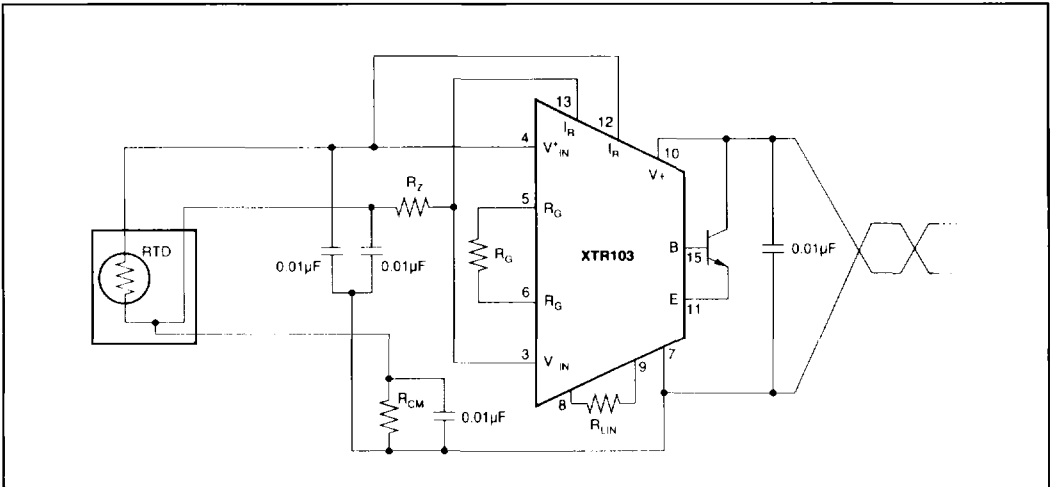 13
12
I_R
I_R
4
V⁺_IN
10
V+
R_Z
5
R_G
RTD
0.01µF
0.01µF
R_G
XTR103
B
15
0.01µF
6
R_G
E
11
3
V_IN
7
9
R_CM
0.01µF
8
R_LIN